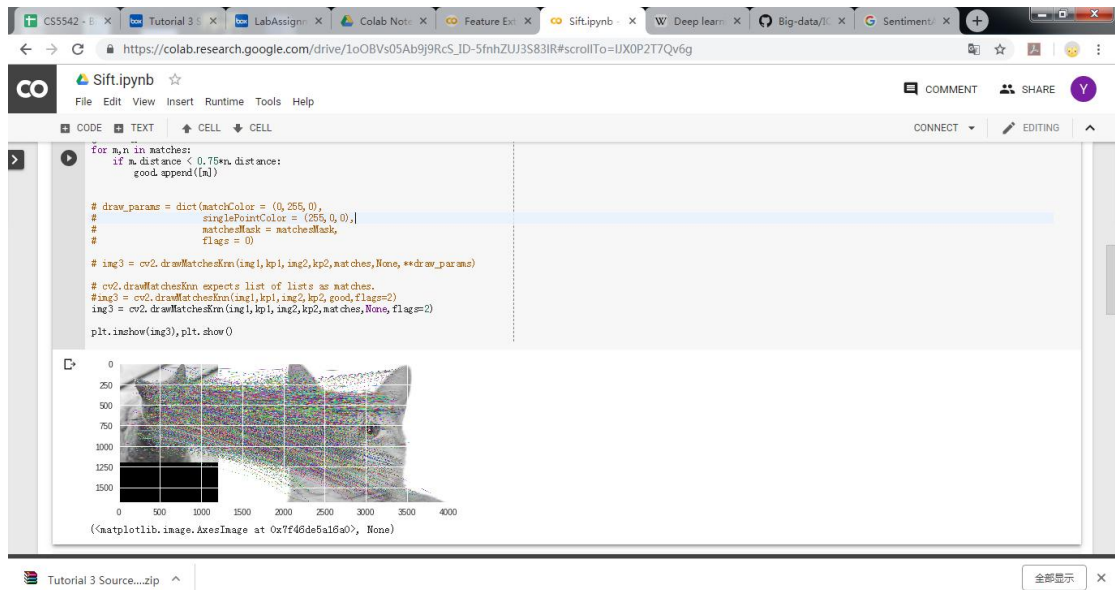 CS5542 - E
Tutorial 3 S
LabAssignn
Colab Note
Feature Ext
Sift.ipynb -
Deep learn
Big-data/IC
Sentiment/
https://colab.research.google.com/drive/1oOBVs05Ab9j9RcS_ID-5fnhZUJ3S83IR#scrollTo=UX0P2T7Qv6g
CO
Sift.ipynb
COMMENT
SHARE
Y
File Edit View Insert Runtime Tools Help
CODE TEXT CELL CELL
CONNECT
EDITING
for m,n in matches:
if m.distance < 0.75*n.distance:
good.append([m])
# draw_params = dict(matchColor = (0,255,0),
# singlePointColor = (255,0,0),
# matchesMask = matchesMask,
# flags = 0)
# img3 = cv2.drawMatchesKnn(img1,kp1,img2,kp2,matches,None,**draw_params)
# cv2.drawMatchesKnn expects list of lists as matches.
#img3 = cv2.drawMatchesKnn(img1,kp1,img2,kp2,good,flags=2)
img3 = cv2.drawMatchesKnn(img1,kp1,img2,kp2,matches,None,flags=2)
plt.imshow(img3),plt.show()
0
250
500
750
1000
1250
1500
0 500 1000 1500 2000 2500 3000 3500 4000
(<matplotlib.image.AxesImage at 0x7f46de5a16a0>, None)
Tutorial 3 Source....zip
全部显示